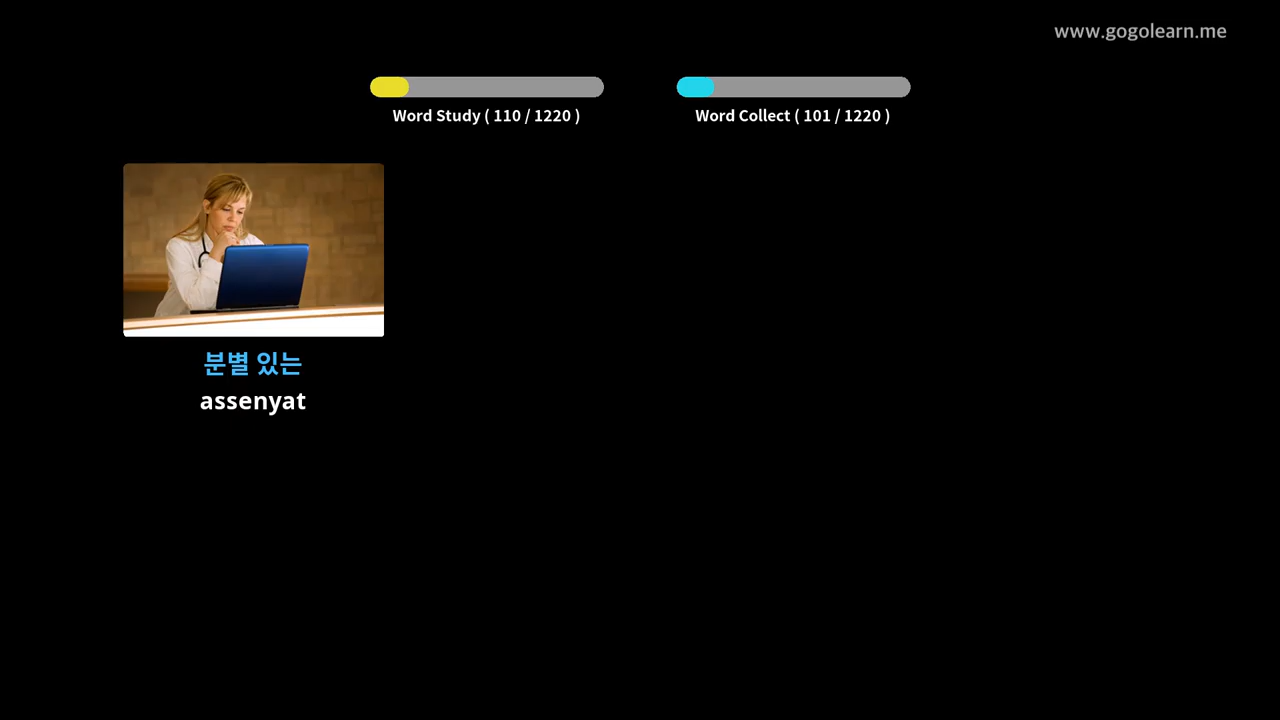 www.gogolearn.me
Word Study ( 110 / 1220 )
Word Collect ( 101 / 1220 )
분별 있는
assenyat